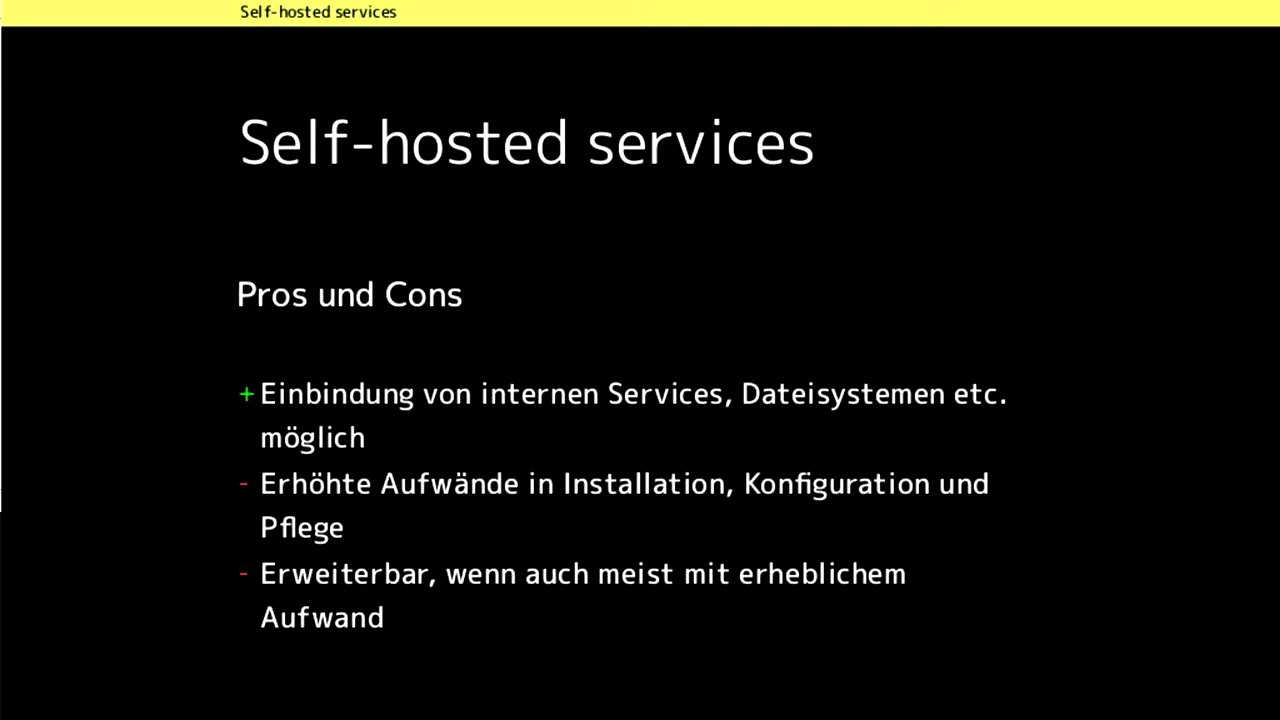 Self-hosted services
Self-hosted services
Pros und Cons
+ Einbindung von internen Services, Dateisystemen etc.
möglich
- Erhöhte Aufwände in Installation, Konfiguration und
Pflege
- Erweiterbar, wenn auch meist mit erheblichem
Aufwand